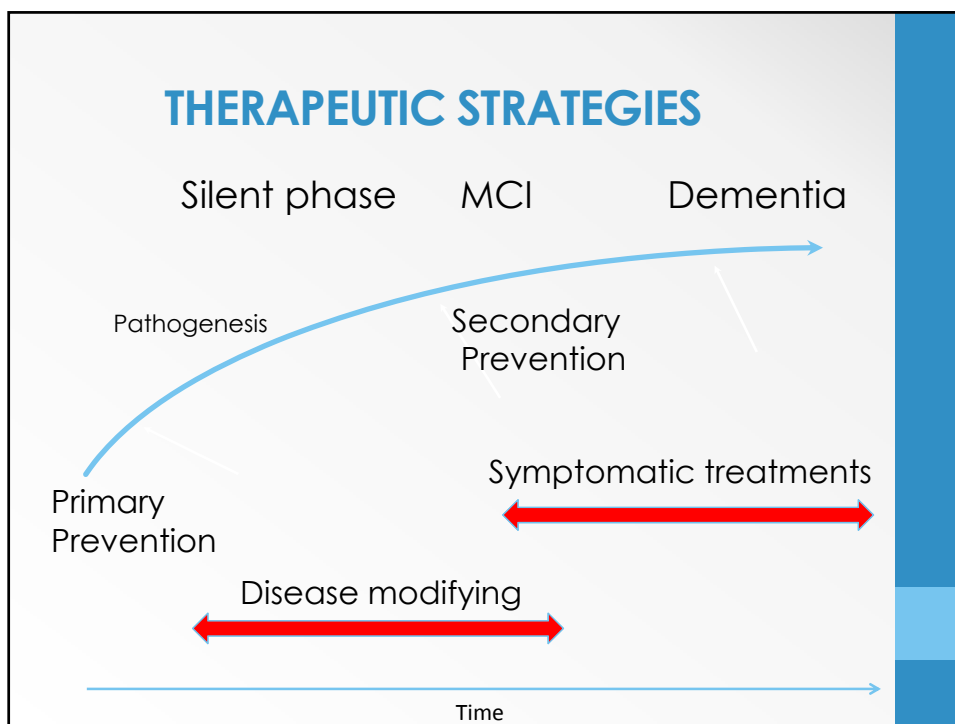 THERAPEUTIC STRATEGIES
Silent phase MCI Dementia
Pathogenesis
Secondary
Prevention
Symptomatic treatments
Primary
Prevention
Disease modifying
Time